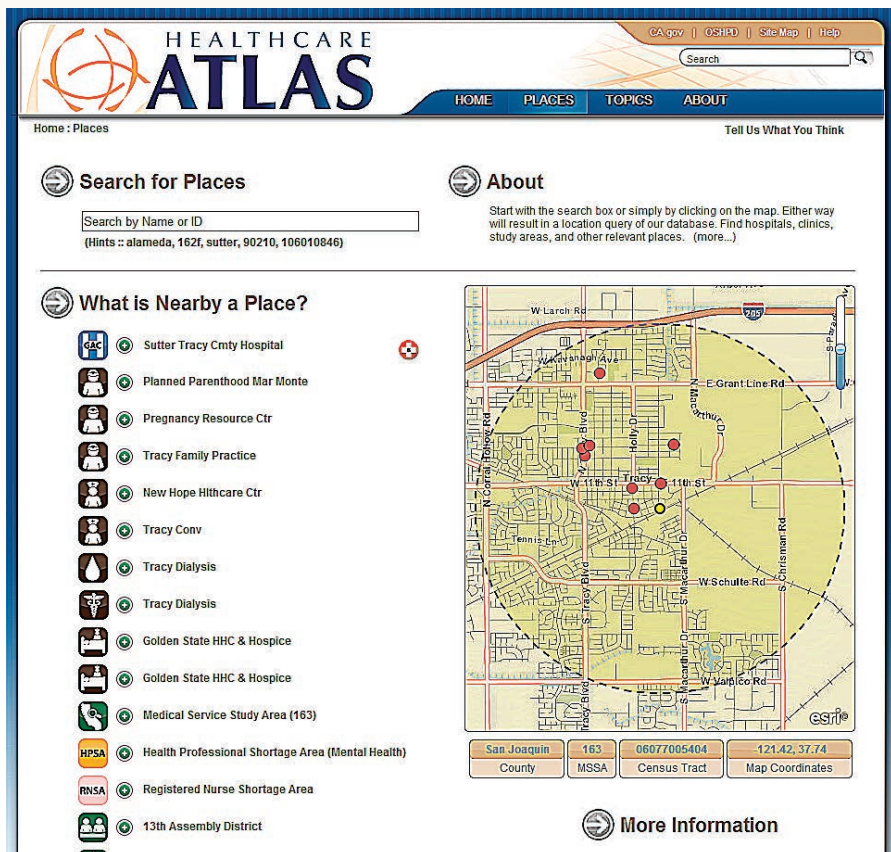 HEALTHCARE
ATLAS
CA.gov | OSHPD | Site Map | Help
Search
HOME PLACES TOPICS ABOUT
Home : Places
Tell Us What You Think
Search for Places
Search by Name or ID
(Hints :: alameda, 162f, sutter, 90210, 106010846)
About
Start with the search box or simply by clicking on the map. Either way
will result in a location query of our database. Find hospitals, clinics,
study areas, and other relevant places. (more...)
What is Nearby a Place?
GAC Sutter Tracy Cmty Hospital
Planned Parenthood Mar Monte
Pregnancy Resource Ctr
Tracy Family Practice
New Hope Hlthcare Ctr
Tracy Conv
Tracy Dialysis
Tracy Dialysis
Golden State HHC & Hospice
Golden State HHC & Hospice
Medical Service Study Area (163)
HPSA Health Professional Shortage Area (Mental Health)
RNSA Registered Nurse Shortage Area
13th Assembly District
W Larch Rd
205
W Kavanagh Ave
E Grant Line Rd
N Macarthur Dr
N Corral Hollow Rd
Holly Dr
W 11th St
Tracy
11th St
Tennis Ln
S Chrisman Rd
W Schulte Rd
S Tracy Blvd
S Macarthur Dr
W Valpico Rd
S Macarthur Dr
Tracy Blvd
esri
San Joaquin 163 06077005404 -121.42, 37.74
County MSSA Census Tract Map Coordinates
More Information